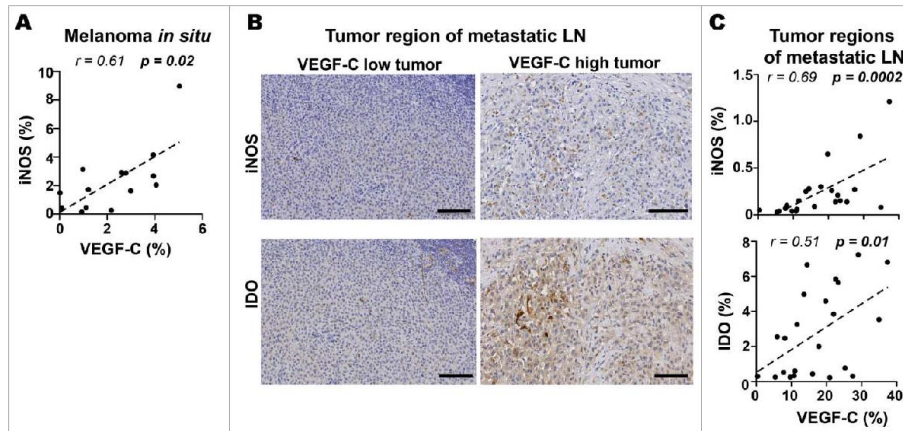 A
Melanoma in situ
r = 0.61 p = 0.02
iNOS (%)
10
8
6
4
2
0
0 2 4 6
VEGF-C (%)
B
Tumor region of metastatic LN
VEGF-C low tumor VEGF-C high tumor
iNOS
IDO
C
Tumor regions
of metastatic LN
r = 0.69 p = 0.0002
iNOS (%)
1.5
1.0
0.5
0
r = 0.51 p = 0.01
IDO (%)
8
6
4
2
0
0 10 20 30 40
VEGF-C (%)